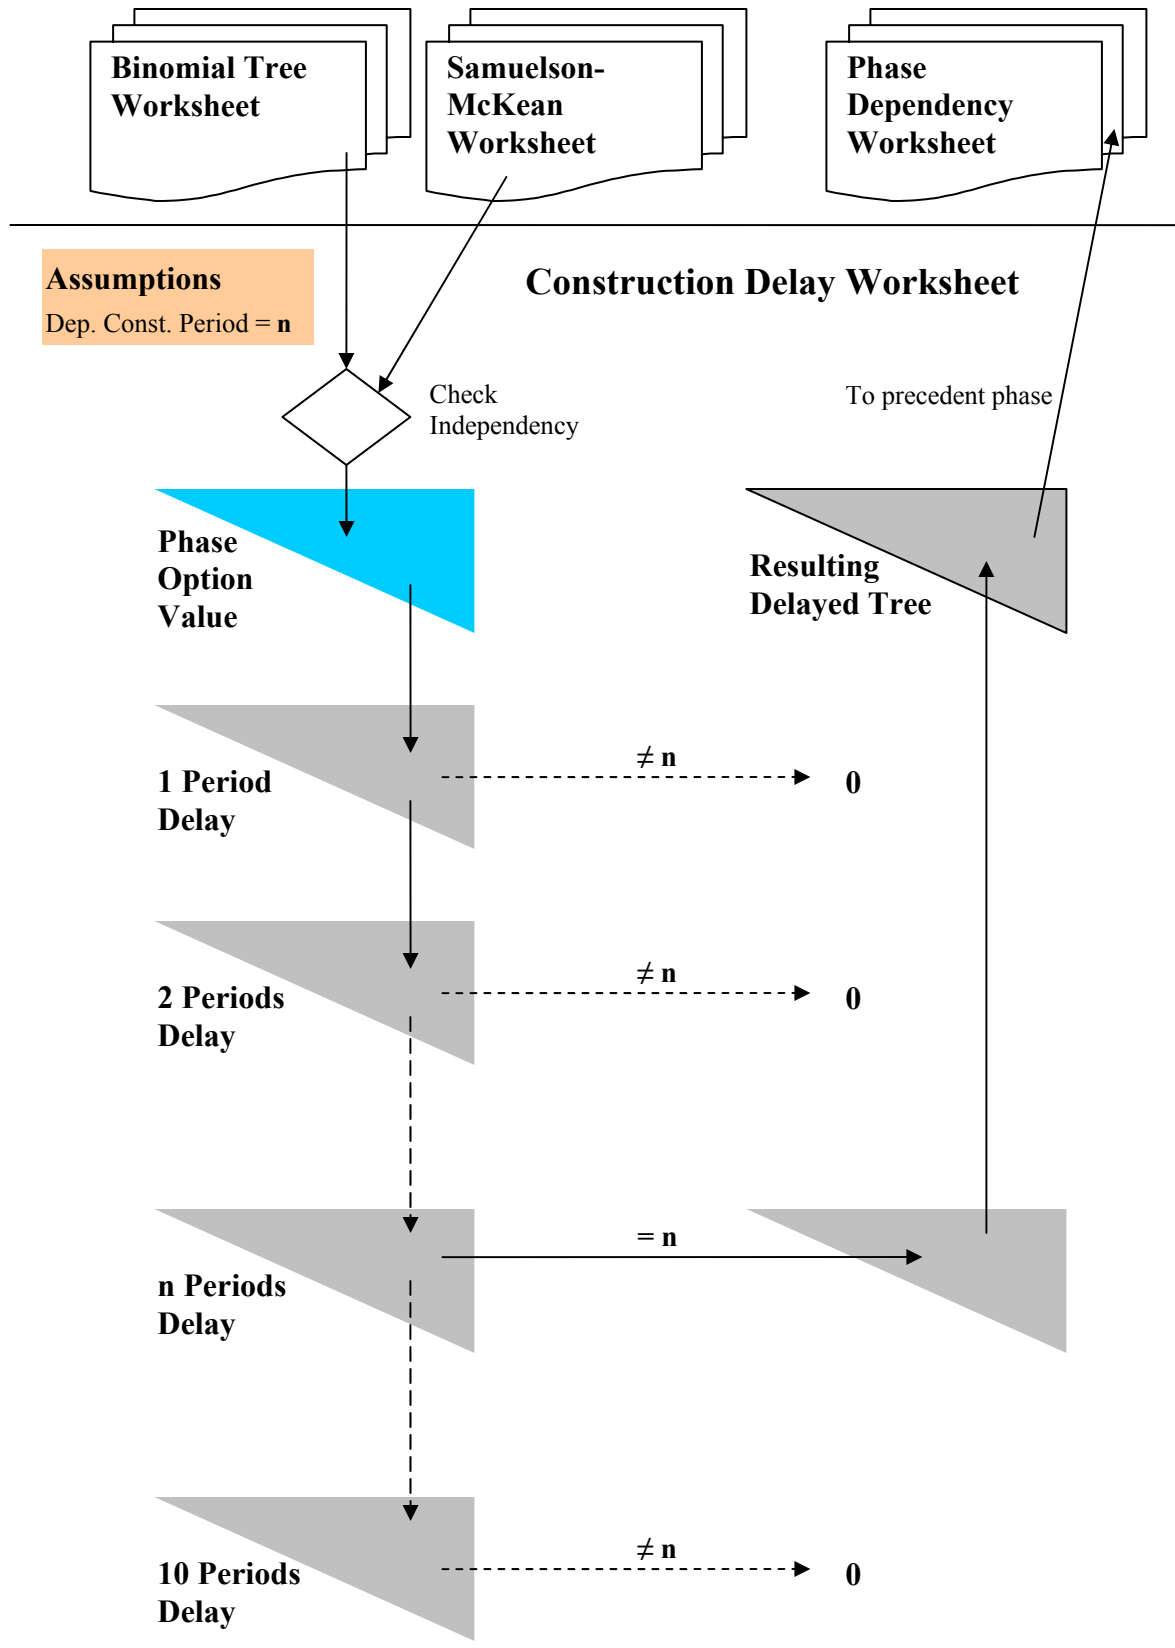 Binomial Tree
Worksheet
Samuelson-
McKean
Worksheet
Phase
Dependency
Worksheet
Assumptions
Dep. Const. Period = n
Construction Delay Worksheet
Check
Independency
To precedent phase
Phase
Option
Value
Resulting
Delayed Tree
1 Period
Delay
≠ n
0
2 Periods
Delay
≠ n
0
n Periods
Delay
= n
10 Periods
Delay
≠ n
0